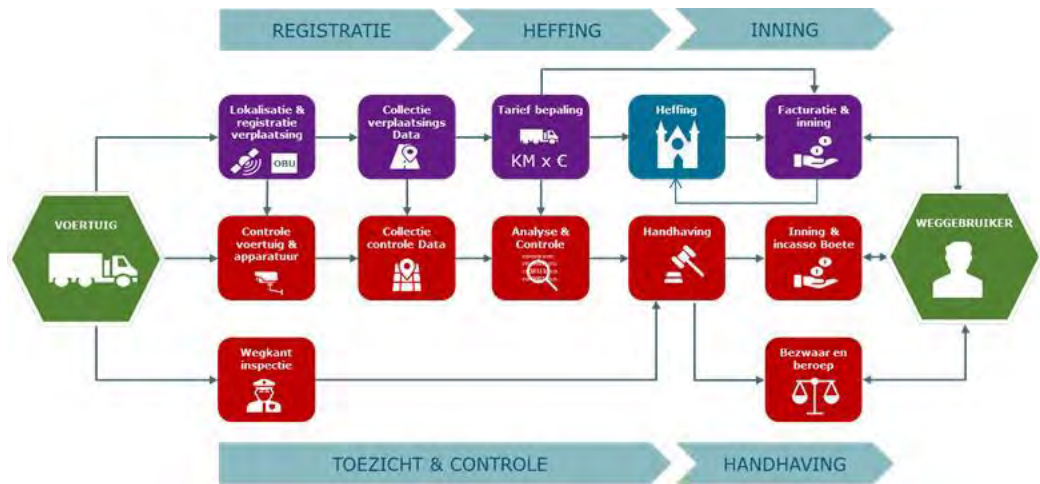 REGISTRATIE
HEFFING
INNING
Lokalisatie &
registratie
verplaatsing
OBU
Collectie
verplaatsings
Data
Tarief bepaling
KM x €
Heffing
Facturatie &
inning
VOERTUIG
WEGGEBRUIKER
Controle
voertuig &
apparatuur
Collectie
controle Data
Analyse &
Controle
Handhaving
Inning &
incasso Boete
Wegkant
inspectie
Bezwaar en
beroep
TOEZICHT & CONTROLE
HANDHAVING